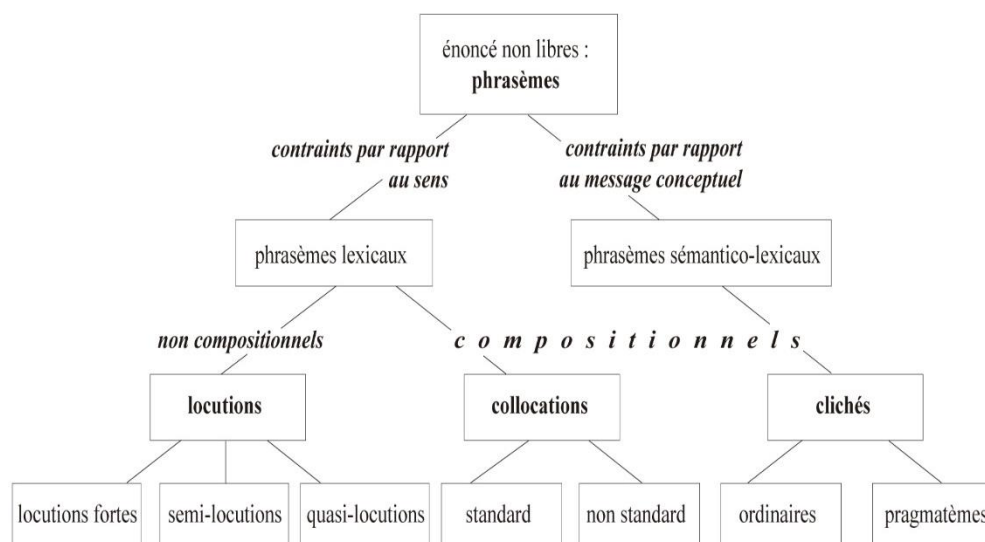 énoncé non libres :
phrasèmes
contraints par rapport
au sens
contraints par rapport
au message conceptuel
phrasèmes lexicaux
phrasèmes sémantico-lexicaux
non compositionnels
compositionnels
locutions
collocations
clichés
locutions fortes
semi-locutions
quasi-locutions
standard
non standard
ordinaires
pragmatèmes